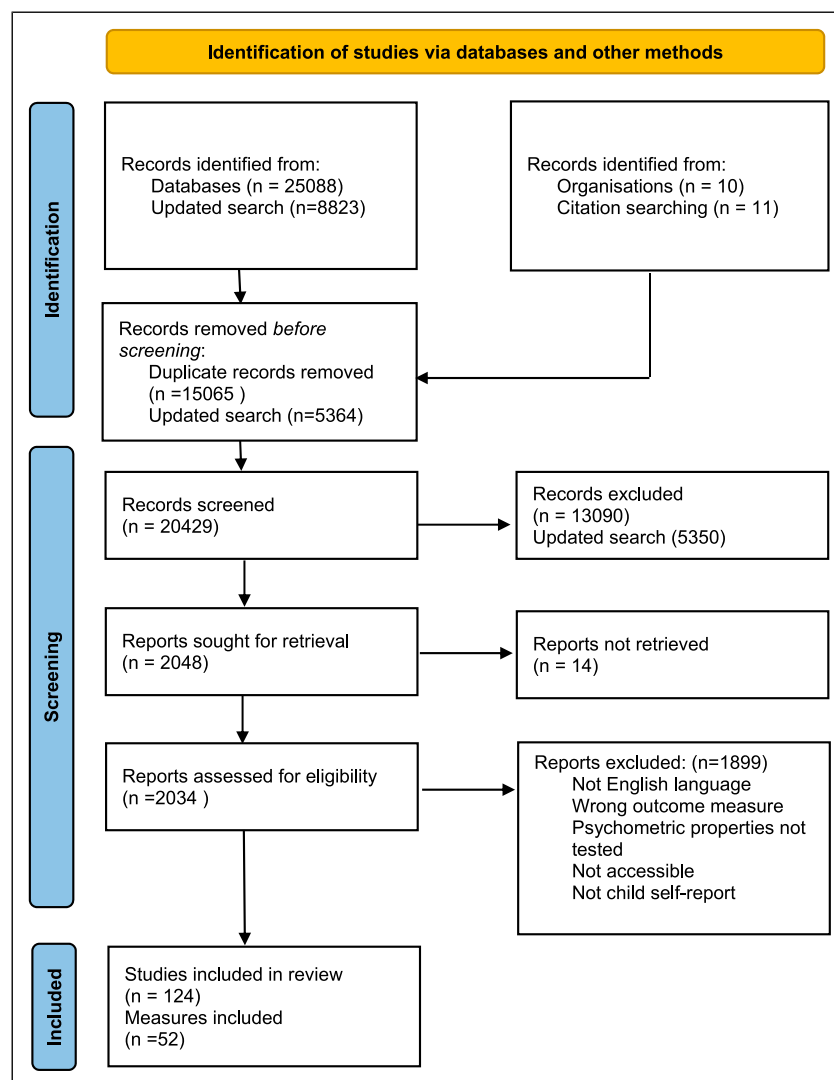 Identification of studies via databases and other methods
Identification
Records identified from:
Databases (n = 25088)
Updated search (n=8823)
Records identified from:
Organisations (n = 10)
Citation searching (n = 11)
Records removed before
screening:
Duplicate records removed
(n =15065 )
Updated search (n=5364)
Screening
Records screened
(n = 20429)
Records excluded
(n = 13090)
Updated search (5350)
Reports sought for retrieval
(n = 2048)
Reports not retrieved
(n = 14)
Reports assessed for eligibility
(n =2034 )
Reports excluded: (n=1899)
Not English language
Wrong outcome measure
Psychometric properties not
tested
Not accessible
Not child self-report
Included
Studies included in review
(n = 124)
Measures included
(n =52)